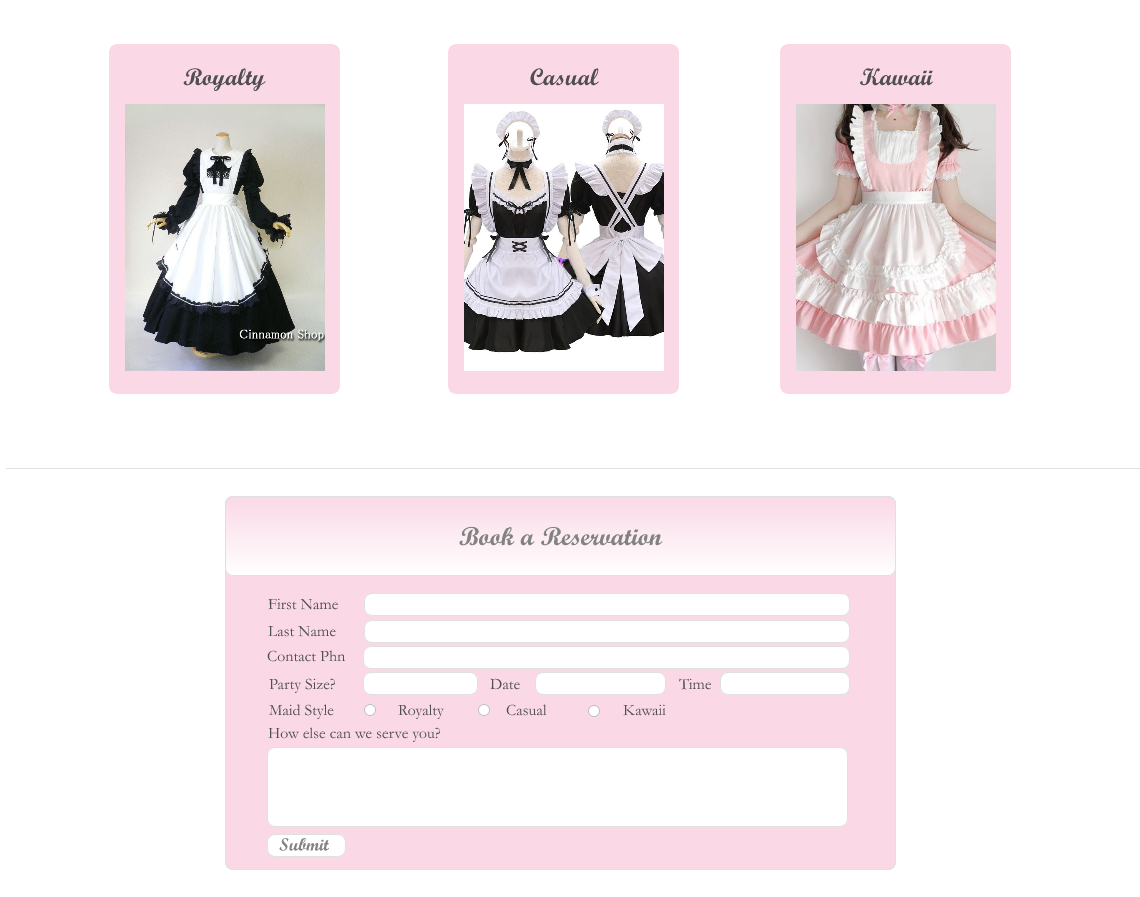 Royalty
Casual
Kawaii
Cinnamon Shop
Book a Reservation
First Name
Last Name
Contact Phn
Party Size? Date Time
Maid Style Royalty Casual Kawaii
How else can we serve you?
Submit